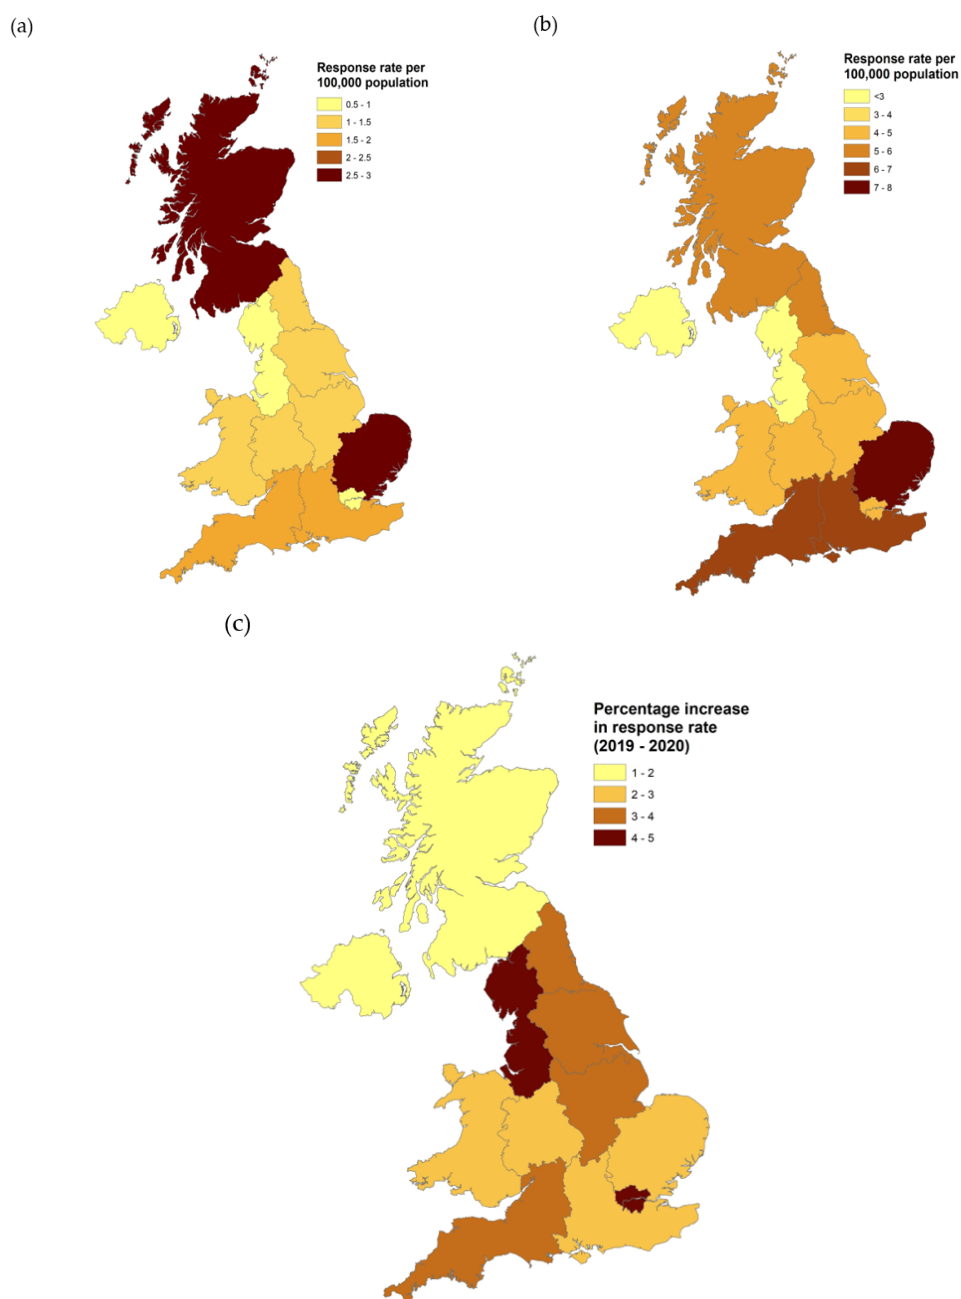 (a)
Response rate per
100,000 population
0.5 - 1
1 - 1.5
1.5 - 2
2 - 2.5
2.5 - 3
(b)
Response rate per
100,000 population
<3
3 - 4
4 - 5
5 - 6
6 - 7
7 - 8
(c)
Percentage increase
in response rate
(2019 - 2020)
1 - 2
2 - 3
3 - 4
4 - 5